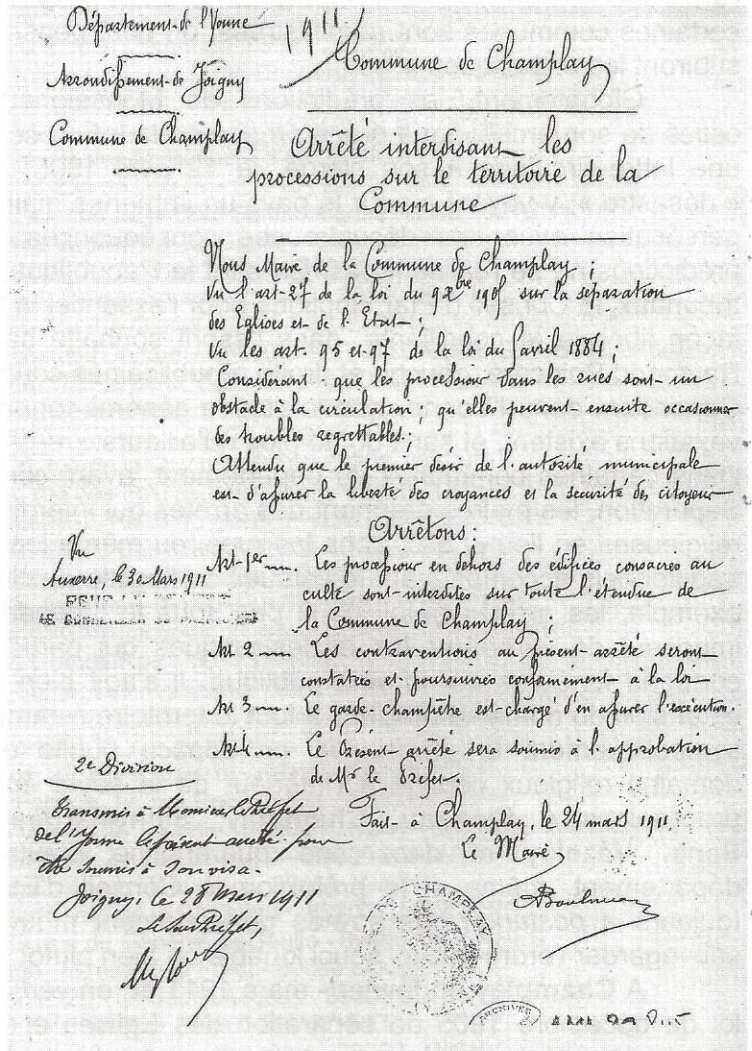 Département de l'Yonne
1911
Arrondissement de Joigny
Commune de Champlay
Commune de Champlay
Arrêté interdisant les
processions sur le térritoire de la
Commune
Nous Maire de la Commune de Champlay ;
Vu l'art. 27 de la loi du 9 Xbre 1905 sur la séparation
des Eglises et de l'Etat ;
Vu les art. 95 et 97 de la loi du 5 avril 1884 ;
Considérant que les processions dans les rues sont un
obstacle à la circulation, qu'elles peuvent ensuite occasionner
des troubles regrettables ;
Attendu que le premier désir de l'autorité municipale
est d'assurer la liberté des croyances et la sécurité des citoyens
Arrêtons :
Art. 1er Les processions en dehors des édifices consacrés au
culte sont interdites sur toute l'étendue de
la Commune de Champlay ;
Art 2 Les contraventions au présent arrêté seront
constatées et poursuivies conformément à la loi
Art 3 Le garde-champêtre est chargé d'en assurer l'exécution.
Art 4 Le Présent arrêté sera soumis à l'approbation
de Mr le Préfet.
Fait à Champlay, le 24 mars 1911.
Le Maire
Vu
Auxerre, le 30 Mars 1911
POUR LE PRÉFET
LE CONSEILLER DE PRÉFECTURE
2e Division
Transmis à Monsieur le Préfet
de l'Yonne le présent arrêté pour
être soumis à son visa.
Joigny, le 28 Mars 1911
Le Sous Préfet,
CHAMPLAY
ARCHIVES